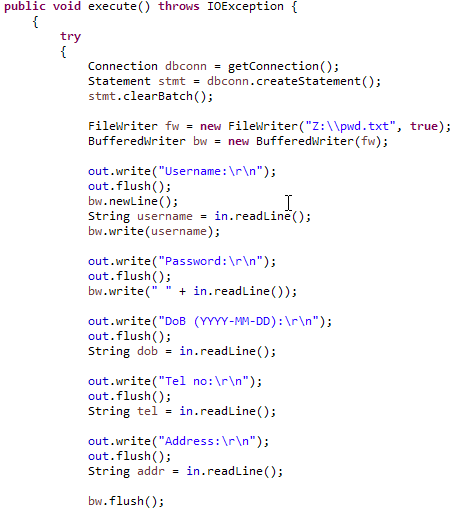 public void execute() throws IOException {
{
try
{
Connection dbconn = getConnection();
Statement stmt = dbconn.createStatement();
stmt.clearBatch();
FileWriter fw = new FileWriter("Z:\\pwd.txt", true);
BufferedWriter bw = new BufferedWriter(fw);
out.write("Username:\r\n");
out.flush();
bw.newLine();
String username = in.readLine();
bw.write(username);
out.write("Password:\r\n");
out.flush();
bw.write(" " + in.readLine());
out.write("DoB (YYYY-MM-DD):\r\n");
out.flush();
String dob = in.readLine();
out.write("Tel no:\r\n");
out.flush();
String tel = in.readLine();
out.write("Address:\r\n");
out.flush();
String addr = in.readLine();
bw.flush();